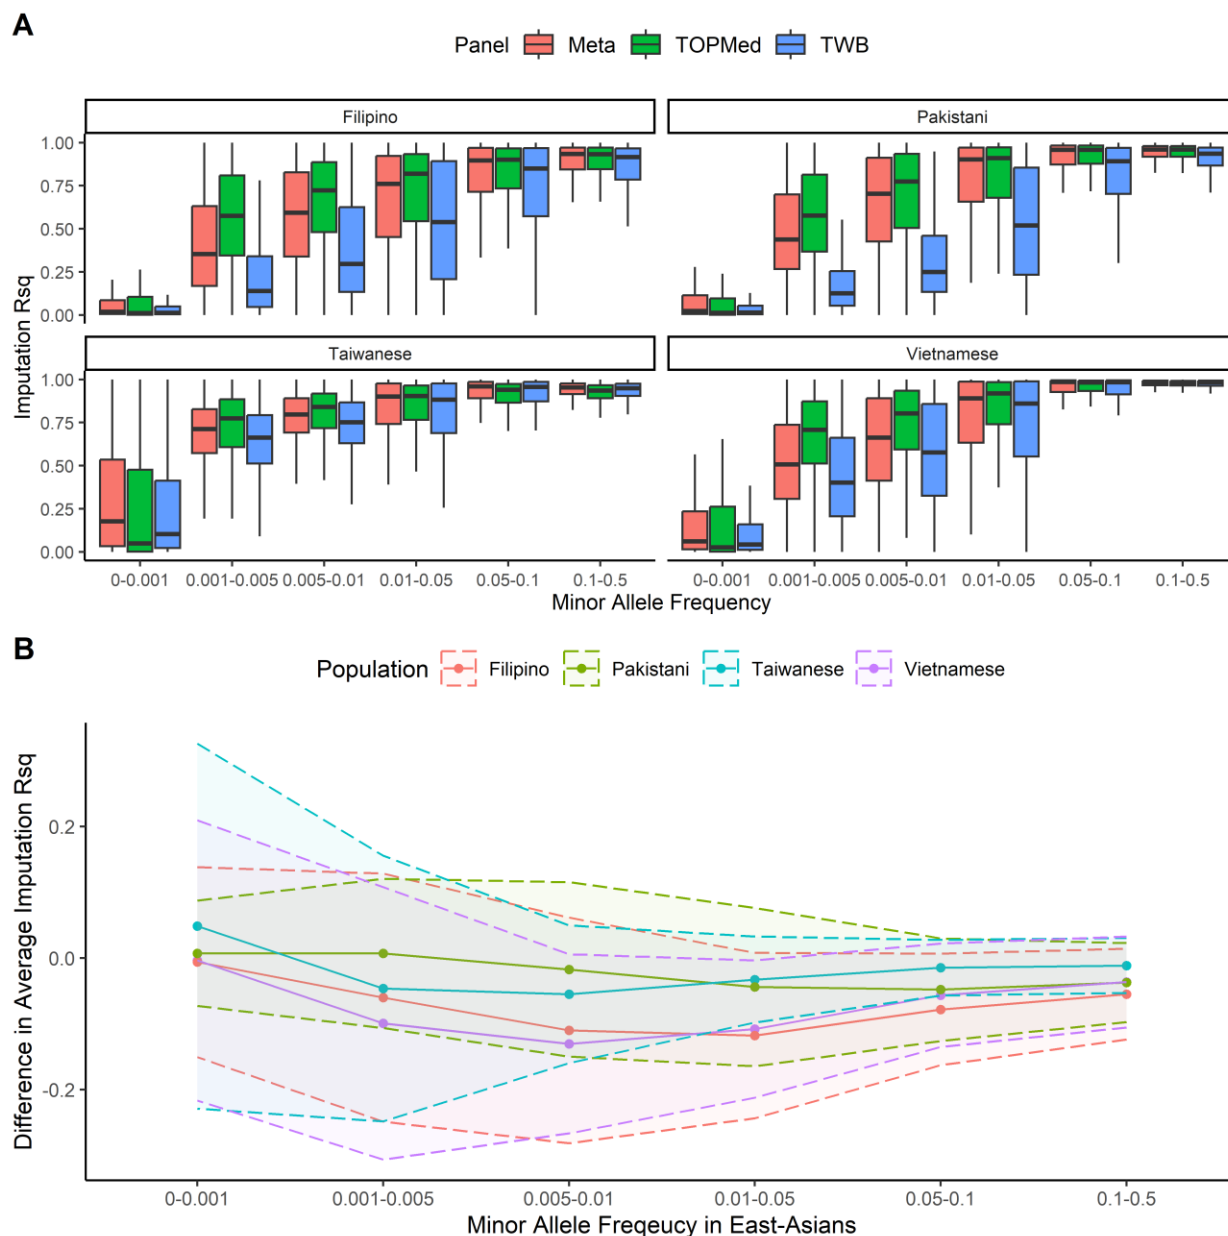 A
Panel Meta TOPMed TWB
Filipino Pakistani
1.00
0.75
0.50
0.25
0.00
Taiwanese Vietnamese
1.00
0.75
0.50
0.25
0.00
Imputation Rsq
0-0.001 0.001-0.005 0.005-0.01 0.01-0.05 0.05-0.1 0.1-0.5 0-0.001 0.001-0.005 0.005-0.01 0.01-0.05 0.05-0.1 0.1-0.5
Minor Allele Frequency
B
Population Filipino Pakistani Taiwanese Vietnamese
Difference in Average Imputation Rsq
0.2
0.0
-0.2
0-0.001 0.001-0.005 0.005-0.01 0.01-0.05 0.05-0.1 0.1-0.5
Minor Allele Freqeucy in East-Asians